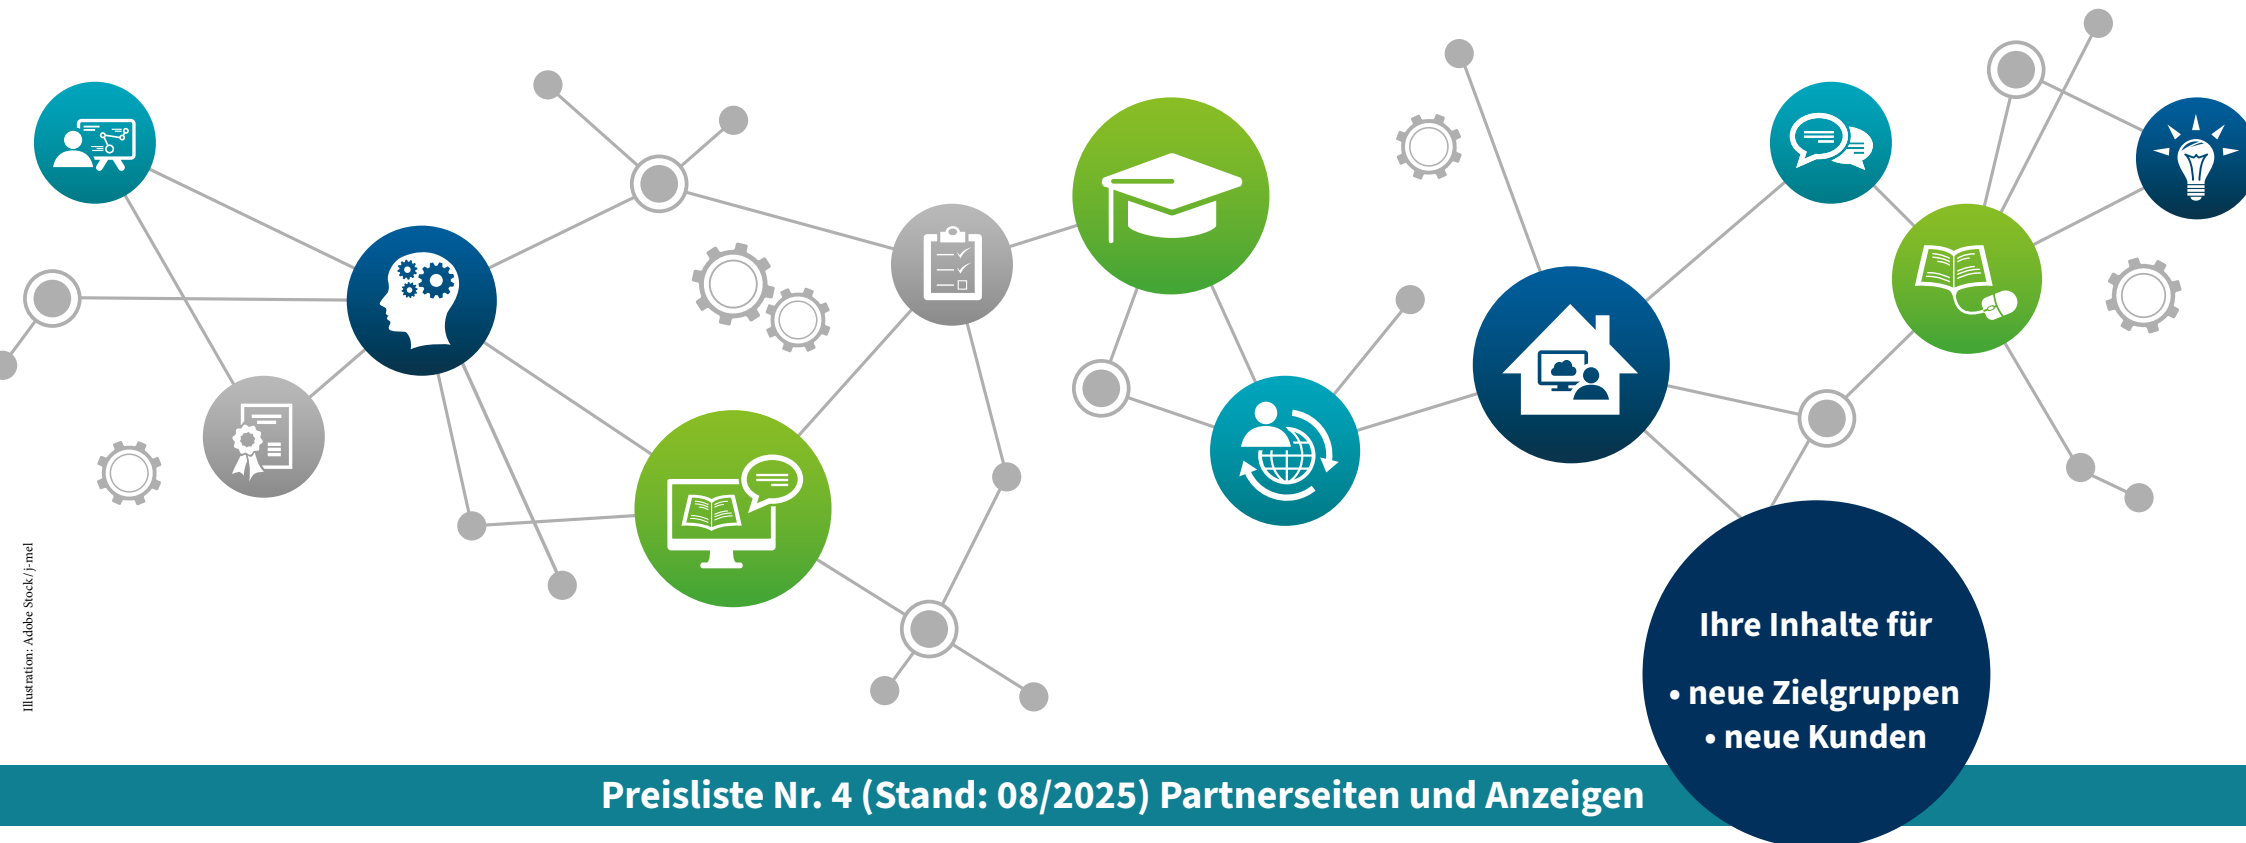 Illustration: Adobe Stock/j-mel
Ihre Inhalte für
• neue Zielgruppen
• neue Kunden
Preisliste Nr. 4 (Stand: 08/2025) Partnerseiten und Anzeigen